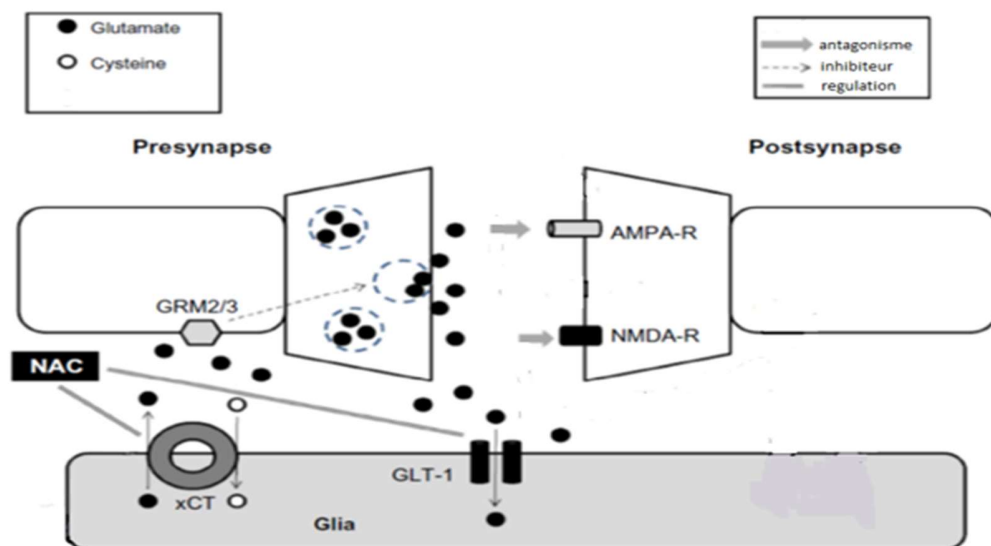 Glutamate
Cysteine
antagonisme
inhibiteur
regulation
Presynapse
Postsynapse
AMPA-R
GRM2/3
NMDA-R
NAC
GLT-1
xCT
Glia